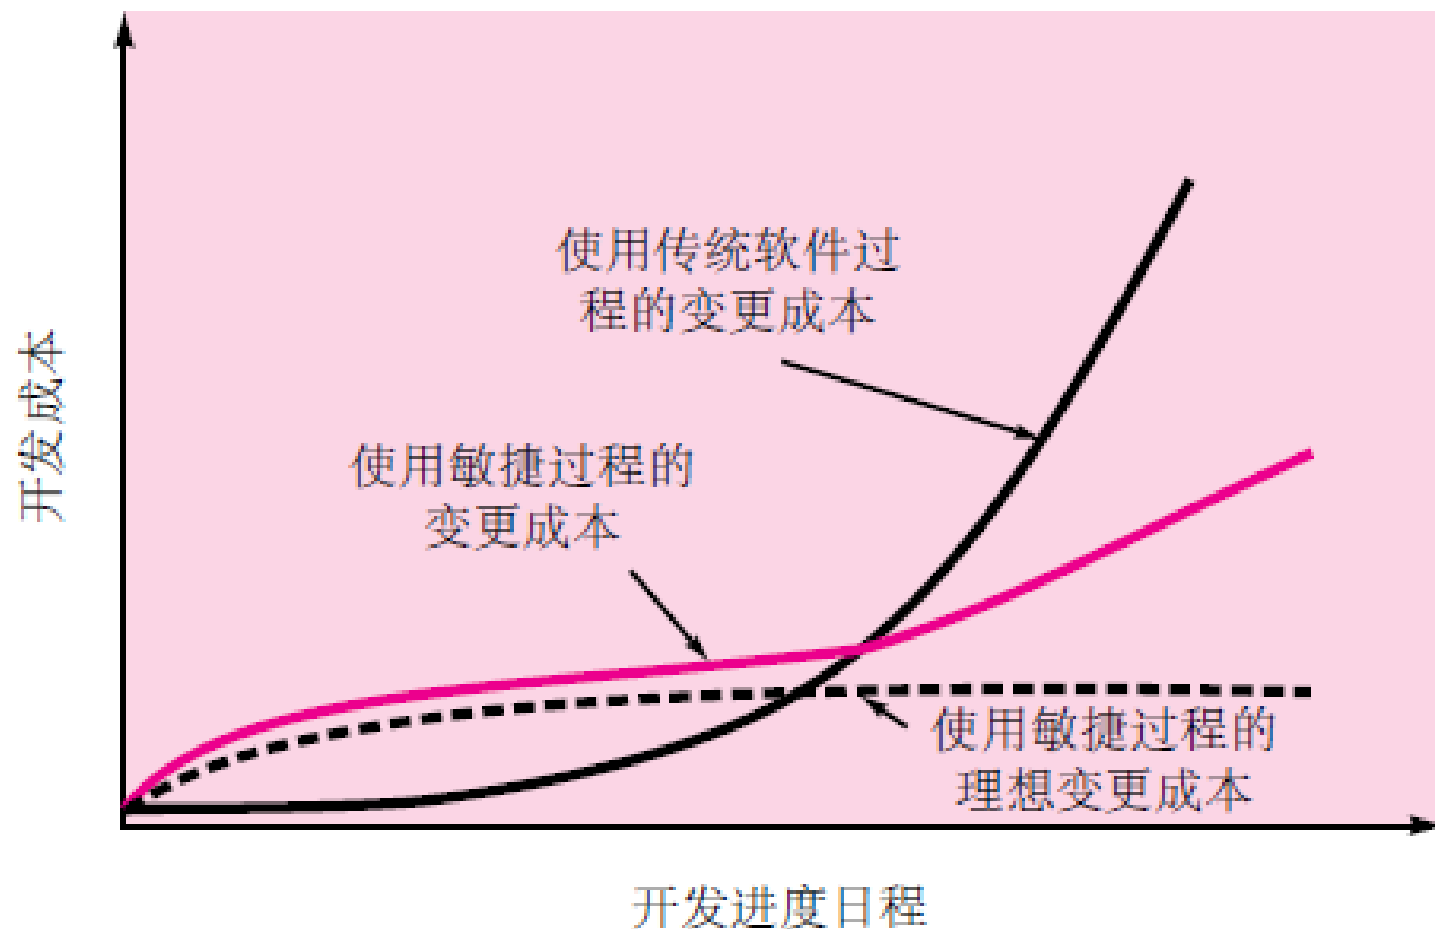 使用传统软件过
程的变更成本
开发成本
使用敏捷过程的
变更成本
使用敏捷过程的
理想变更成本
开发进度日程